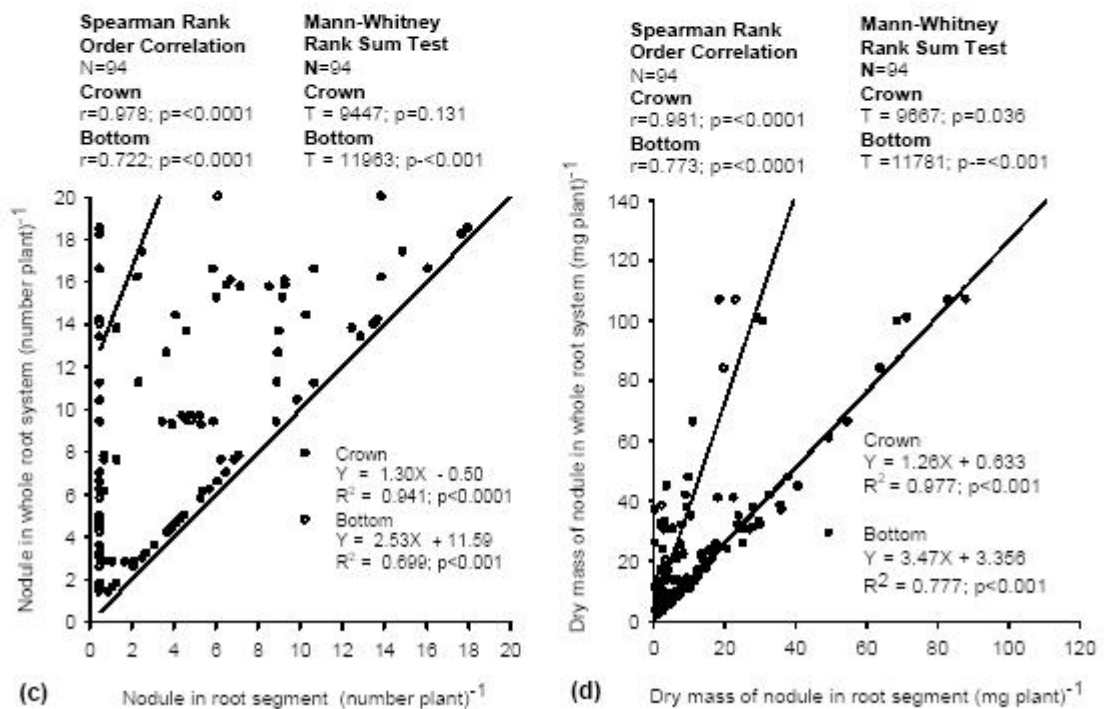 Spearman Rank
Order Correlation
N=94
Crown
r=0.978; p=<0.0001
Bottom
r=0.722; p=<0.0001
Mann-Whitney
Rank Sum Test
N=94
Crown
T = 9447; p=0.131
Bottom
T = 11963; p-<0.001
Nodule in whole root system (number plant)⁻¹
20
18
16
14
12
10
8
6
4
2
0
Crown
Y = 1.30X - 0.50
R² = 0.941; p<0.0001
Bottom
Y = 2.53X + 11.59
R² = 0.699; p<0.001
0 2 4 6 8 10 12 14 16 18 20
(c) Nodule in root segment (number plant)⁻¹
Spearman Rank
Order Correlation
N=94
Crown
r=0.981; p=<0.0001
Bottom
r=0.773; p=<0.0001
Mann-Whitney
Rank Sum Test
N=94
Crown
T = 9667; p=0.036
Bottom
T =11781; p-=<0.001
Dry mass of nodule in whole root system (mg plant)⁻¹
140
120
100
80
60
40
20
0
Crown
Y = 1.26X + 0.633
R² = 0.977; p<0.001
Bottom
Y = 3.47X + 3.356
R² = 0.777; p<0.001
0 20 40 60 80 100 120
(d) Dry mass of nodule in root segment (mg plant)⁻¹